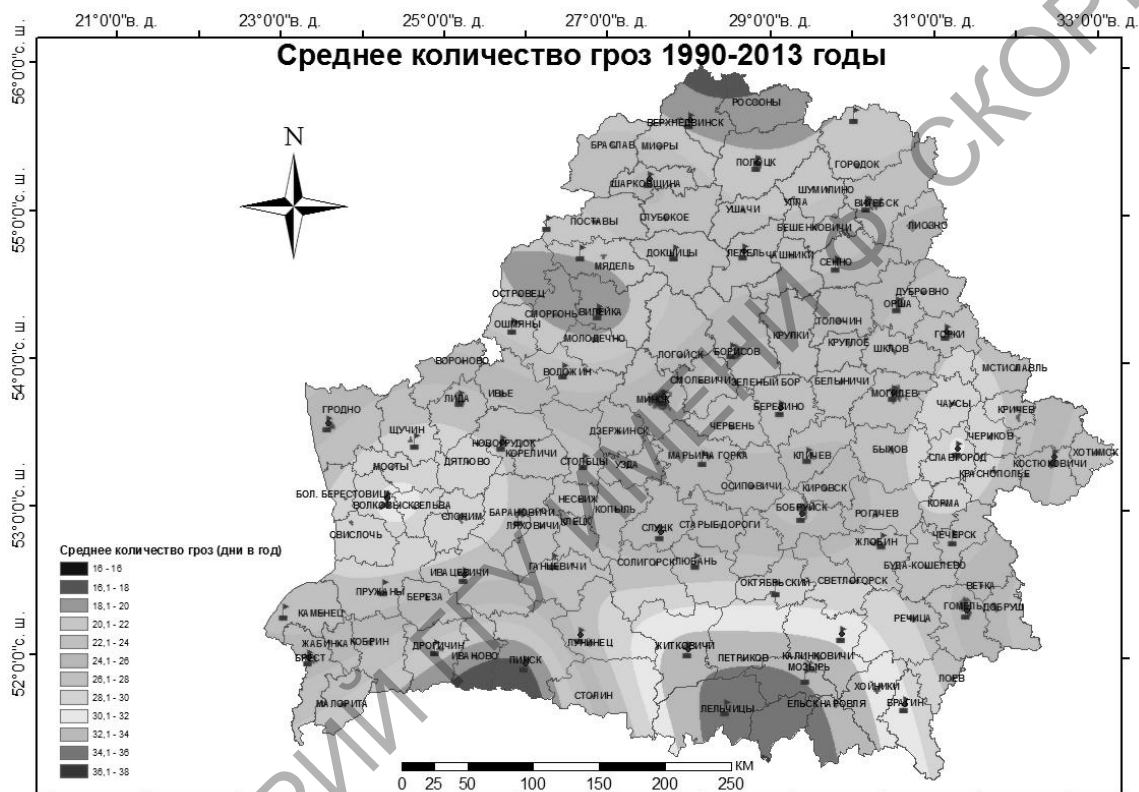 21°0'0"в. д. 23°0'0"в. д. 25°0'0"в. д. 27°0'0"в. д. 29°0'0"в. д. 31°0'0"в. д. 33°0'0"в. д.
Среднее количество гроз 1990-2013 годы
56°0'0"с. ш.
55°0'0"с. ш.
54°0'0"с. ш.
53°0'0"с. ш.
52°0'0"с. ш.
N
РОССОНЫ
ВЕРХНЕДВИНСК
БРАСЛАВ МИОРЫ
ПОЛОЦК ГОРОДОК
ШАРКОВЩИНА ШУМИЛИНО
УЛЛА ВИТЕБСК
ПОСТАВЫ ГЛУБОКОЕ УШАЧИ
БЕШЕНКОВИЧИ ЛИОЗНО
ДОКШИЦЫ ЛЕПЕЛЬ ЧАШНИКИ
МЯДЕЛЬ СЕННО
ОСТРОВЕЦ ДУБРОВНО
ОРША
СМОРГОНЬ ВИЛЕЙКА
ОШМЯНЫ ТОЛОЧИН
МОЛОДЕЧНО КРУПКИ ГОРКИ
КРУГЛОЕ ШКЛОВ
ВОРОНОВО ЛОГОЙСК БОРИСОВ
ВОЛОЖИН МСТИСЛАВЛЬ
СМОЛЕВИЧИ ЗЕЛЕНЫЙ БОР БЕЛЫНИЧИ
ЛИДА ИВЬЕ МИНСК МОГИЛЕВ ЧАУСЫ
ГРОДНО БЕРЕЗИНО КРИЧЕВ
ЩУЧИН ДЗЕРЖИНСК ЧЕРВЕНЬ ЧЕРИКОВ
НОВОГРУДОК
КОРЕЛИЧИ БЫХОВ ХОТИМСК
МОСТЫ ДЯТЛОВО СТОЛБЦЫ УЗДА МАРЬИНА ГОРКА КЛИЧЕВ СЛАВГОРОД КОСТЮКОВИЧИ
КРАСНОПОЛЬЕ
БОЛ. БЕРЕСТОВИЦА ОСИПОВИЧИ КИРОВСК
ВОЛКОВЫСК ЗЕЛЬВА НЕСВИЖ КОРМА
СЛОНИМ БАРАНОВИЧИ КЛЕЦК КОПЫЛЬ БОБРУЙСК РОГАЧЕВ
ЛЯХОВИЧИ СТАРЫЕ ДОРОГИ
СВИСЛОЧЬ СЛУЦК ЧЕЧЕРСК
ЖЛОБИН
ГАНЦЕВИЧИ СОЛИГОРСК ЛЮБАНЬ БУДА-КОШЕЛЕВО
ИВАЦЕВИЧИ ОКТЯБРЬСКИЙ СВЕТЛОГОРСК ВЕТКА
ПРУЖАНЫ БЕРЕЗА
КАМЕНЕЦ ГОМЕЛЬ ДОБРУШ
РЕЧИЦА
ЖАБИНКА КОБРИН ДРОГИЧИН ЛУНИНЕЦ ЖИТКОВИЧИ
БРЕСТ ИВАНОВО ПИНСК ПЕТРИКОВ КАЛИНКОВИЧИ
МОЗЫРЬ
СТОЛИН ХОЙНИКИ ЛОЕВ
МАЛОРИТА ЛЕЛЬЧИЦЫ ЕЛЬСК НАРОВЛЯ БРАГИН
Среднее количество гроз (дни в год)
16 - 16
16,1 - 18
18,1 - 20
20,1 - 22
22,1 - 24
24,1 - 26
26,1 - 28
28,1 - 30
30,1 - 32
32,1 - 34
34,1 - 36
36,1 - 38
КМ
0 25 50 100 150 200 250
ИМЕНИ Ф СКОР